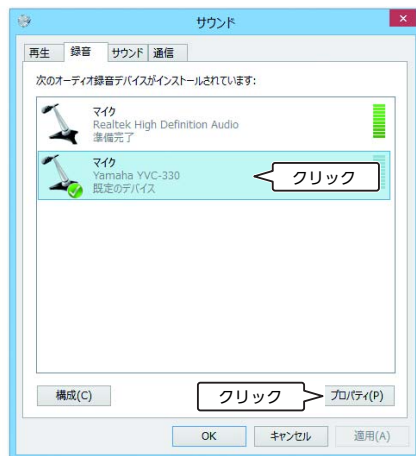 サウンド
再生 録音 サウンド 通信
次のオーディオ録音デバイスがインストールされています:
マイク
Realtek High Definition Audio
準備完了
マイク
Yamaha YVC-330
既定のデバイス
クリック
構成(C)
クリック
プロパティ(P)
OK キャンセル 適用(A)